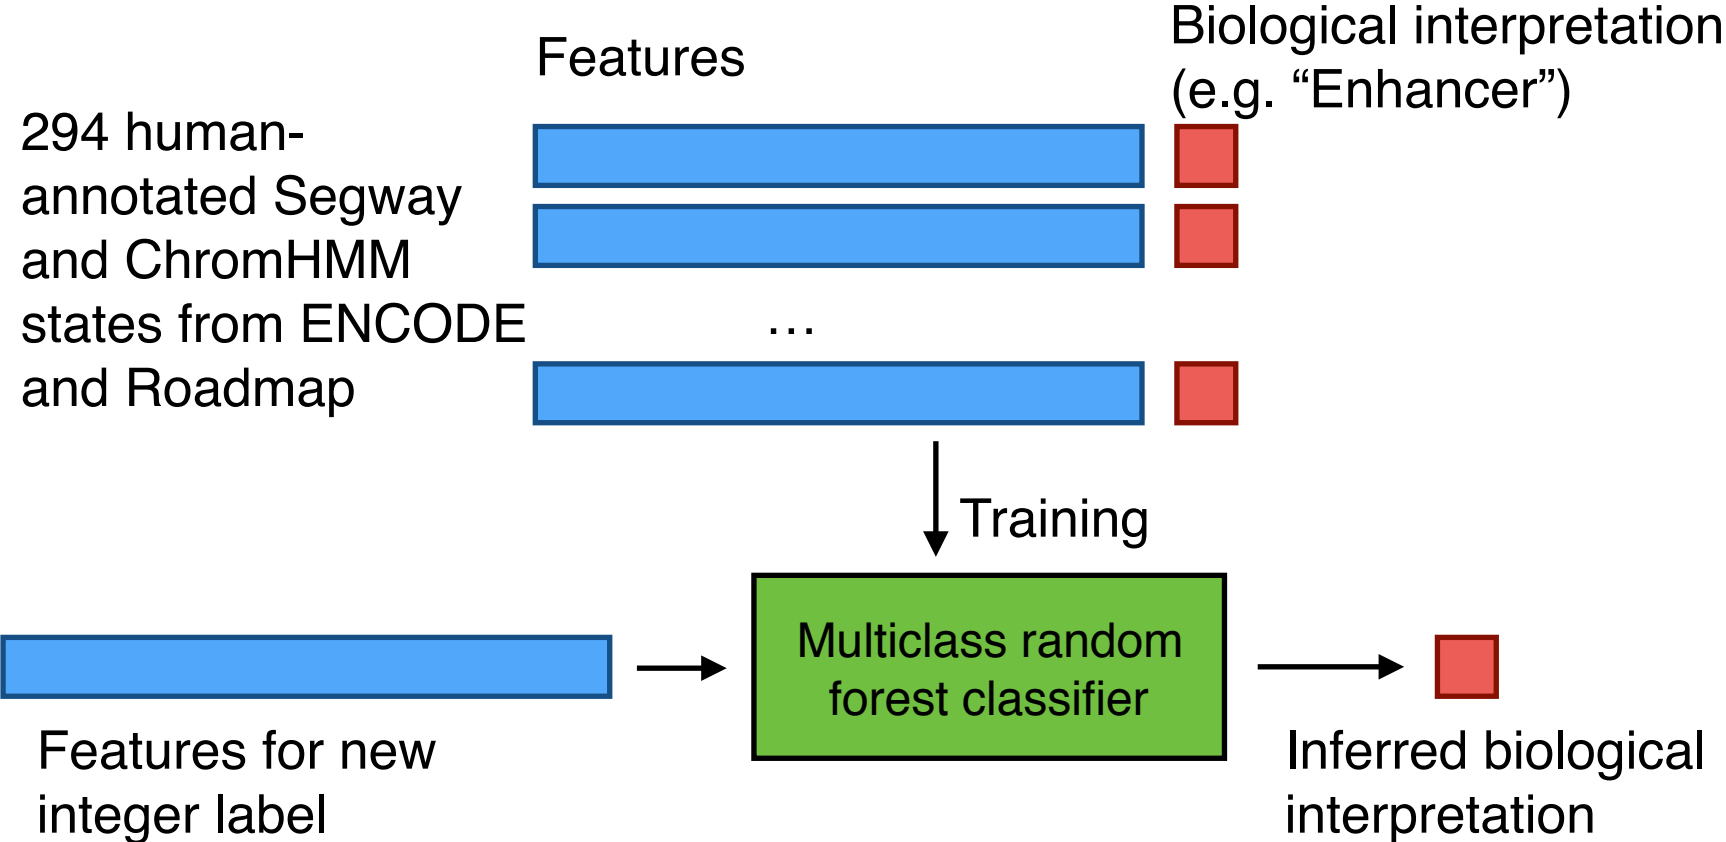 Features
Biological interpretation
(e.g. “Enhancer”)
294 human-
annotated Segway
and ChromHMM
states from ENCODE
and Roadmap
...
Training
Multiclass random
forest classifier
Features for new
integer label
Inferred biological
interpretation